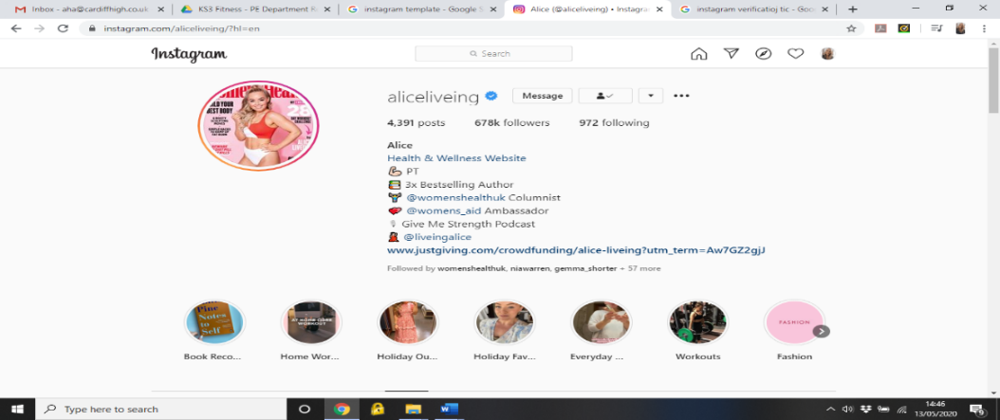 Inbox - aha@cardiffhigh.co.uk
KS3 Fitness - PE Department R
instagram template - Google S
Alice (@aliceliveing) • Instagra
instagram verificatioj tic - Goo
instagram.com/aliceliveing/?hl=en
Instagram
Search
aliceliveing Message
4,391 posts 678k followers 972 following
Alice
Health & Wellness Website
PT
3x Bestselling Author
@womenshealthuk Columnist
@womens_aid Ambassador
Give Me Strength Podcast
@liveingalice
www.justgiving.com/crowdfunding/alice-liveing?utm_term=Aw7GZ2gjJ
Followed by womenshealthuk, niawarren, gemma_shorter + 57 more
FASHION
Book Reco... Home Wor... Holiday Ou... Holiday Fav... Everyday ... Workouts Fashion
Type here to search
14:46
13/05/2020